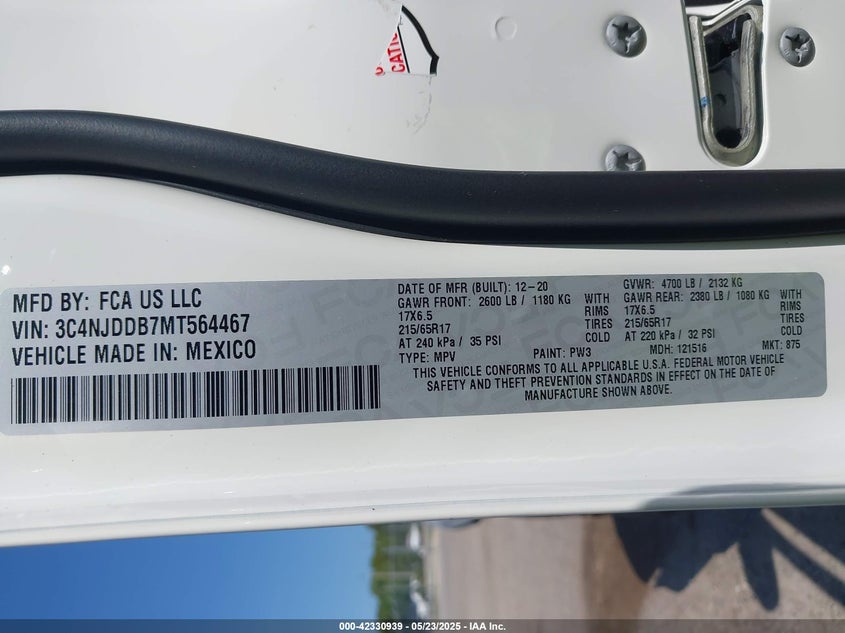 CATIO
MFD BY: FCA US LLC
VIN: 3C4NJDDB7MT564467
VEHICLE MADE IN: MEXICO
DATE OF MFR (BUILT): 12-20 GVWR: 4700 LB / 2132 KG
GAWR FRONT: 2600 LB / 1180 KG WITH GAWR REAR: 2380 LB / 1080 KG WITH
17X6.5 RIMS 17X6.5 RIMS
215/65R17 TIRES 215/65R17 TIRES
AT 240 kPa / 35 PSI COLD AT 220 kPa / 32 PSI COLD
TYPE: MPV PAINT: PW3 MDH: 121516 MKT: 875
THIS VEHICLE CONFORMS TO ALL APPLICABLE U.S.A. FEDERAL MOTOR VEHICLE
SAFETY AND THEFT PREVENTION STANDARDS IN EFFECT ON THE DATE OF
MANUFACTURE SHOWN ABOVE.
000-42330939 - 05/23/2025 - IAA Inc.